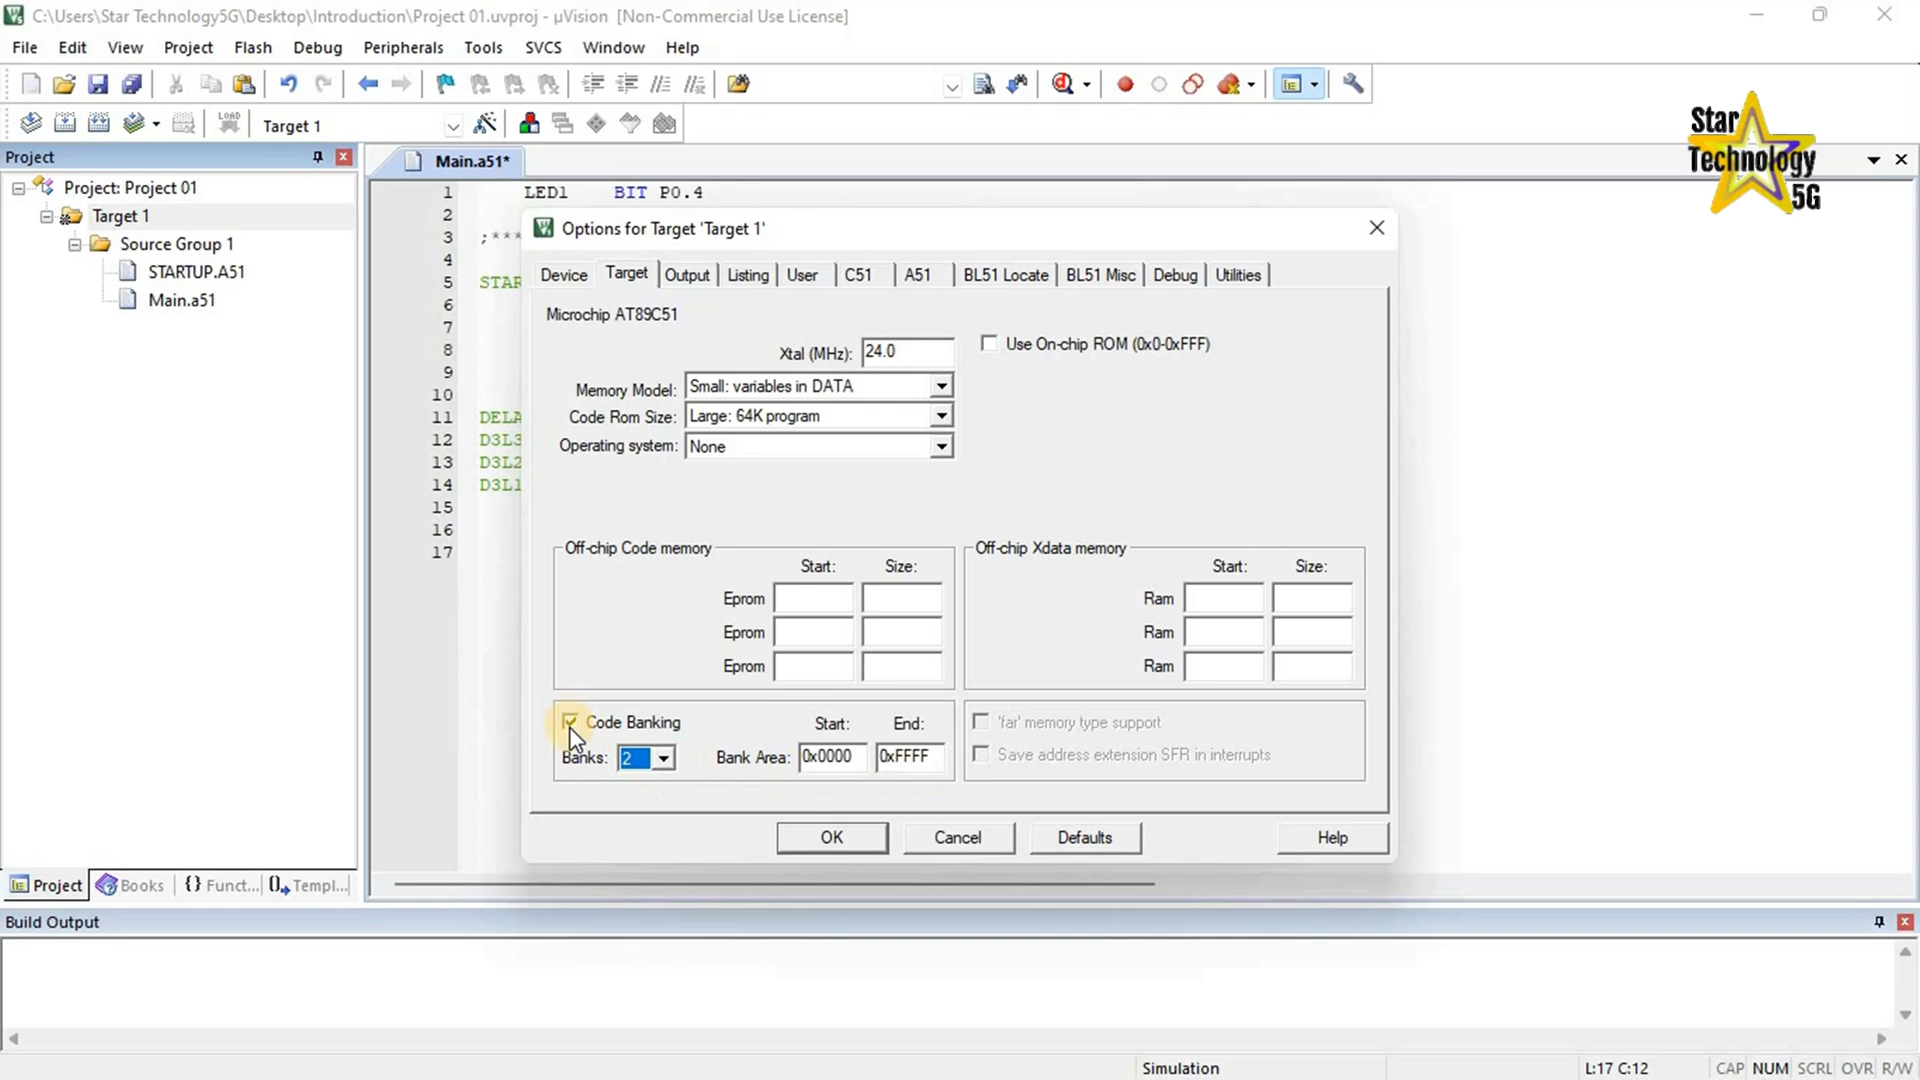 C:\Users\Star Technology5G\Desktop\Introduction\Project 01.uvproj - µVision [Non-Commercial Use License]
File Edit View Project Flash Debug Peripherals Tools SVCS Window Help
LOAD Target 1
Star Technology 5G
Project
Main.a51*
Project: Project 01
Target 1
Source Group 1
STARTUP.A51
Main.a51
1 LED1 BIT P0.4
2
3 ;***
4
5 STAR
6
7
8
9
10
11 DELA
12 D3L3
13 D3L2
14 D3L1
15
16
17
Options for Target 'Target 1'
Device Target Output Listing User C51 A51 BL51 Locate BL51 Misc Debug Utilities
Microchip AT89C51
Xtal (MHz): 24.0 Use On-chip ROM (0x0-0xFFF)
Memory Model: Small: variables in DATA
Code Rom Size: Large: 64K program
Operating system: None
Off-chip Code memory
Start: Size:
Eprom
Eprom
Eprom
Off-chip Xdata memory
Start: Size:
Ram
Ram
Ram
Code Banking Start: End:
Banks: 2 Bank Area: 0x0000 0xFFFF
'far' memory type support
Save address extension SFR in interrupts
OK Cancel Defaults Help
Project Books {} Funct... 0 Templ...
Build Output
Simulation L:17 C:12 CAP NUM SCRL OVR R/W